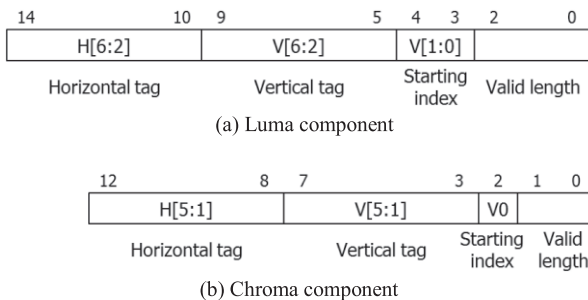 14 10 9 5 4 3 2 0
H[6:2] V[6:2] V[1:0]
Horizontal tag Vertical tag Starting index Valid length
(a) Luma component
12 8 7 3 2 1 0
H[5:1] V[5:1] V0
Horizontal tag Vertical tag Starting index Valid length
(b) Chroma component